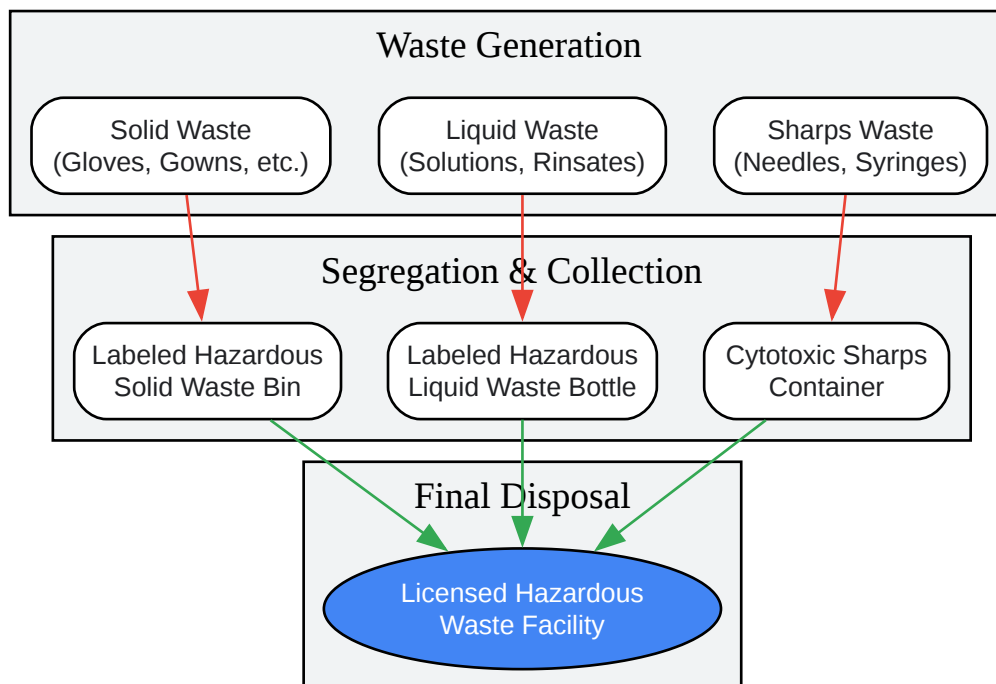 Waste Generation
Solid Waste
(Gloves, Gowns, etc.)
Liquid Waste
(Solutions, Rinsates)
Sharps Waste
(Needles, Syringes)
Segregation & Collection
Labeled Hazardous
Solid Waste Bin
Labeled Hazardous
Liquid Waste Bottle
Cytotoxic Sharps
Container
Final Disposal
Licensed Hazardous
Waste Facility